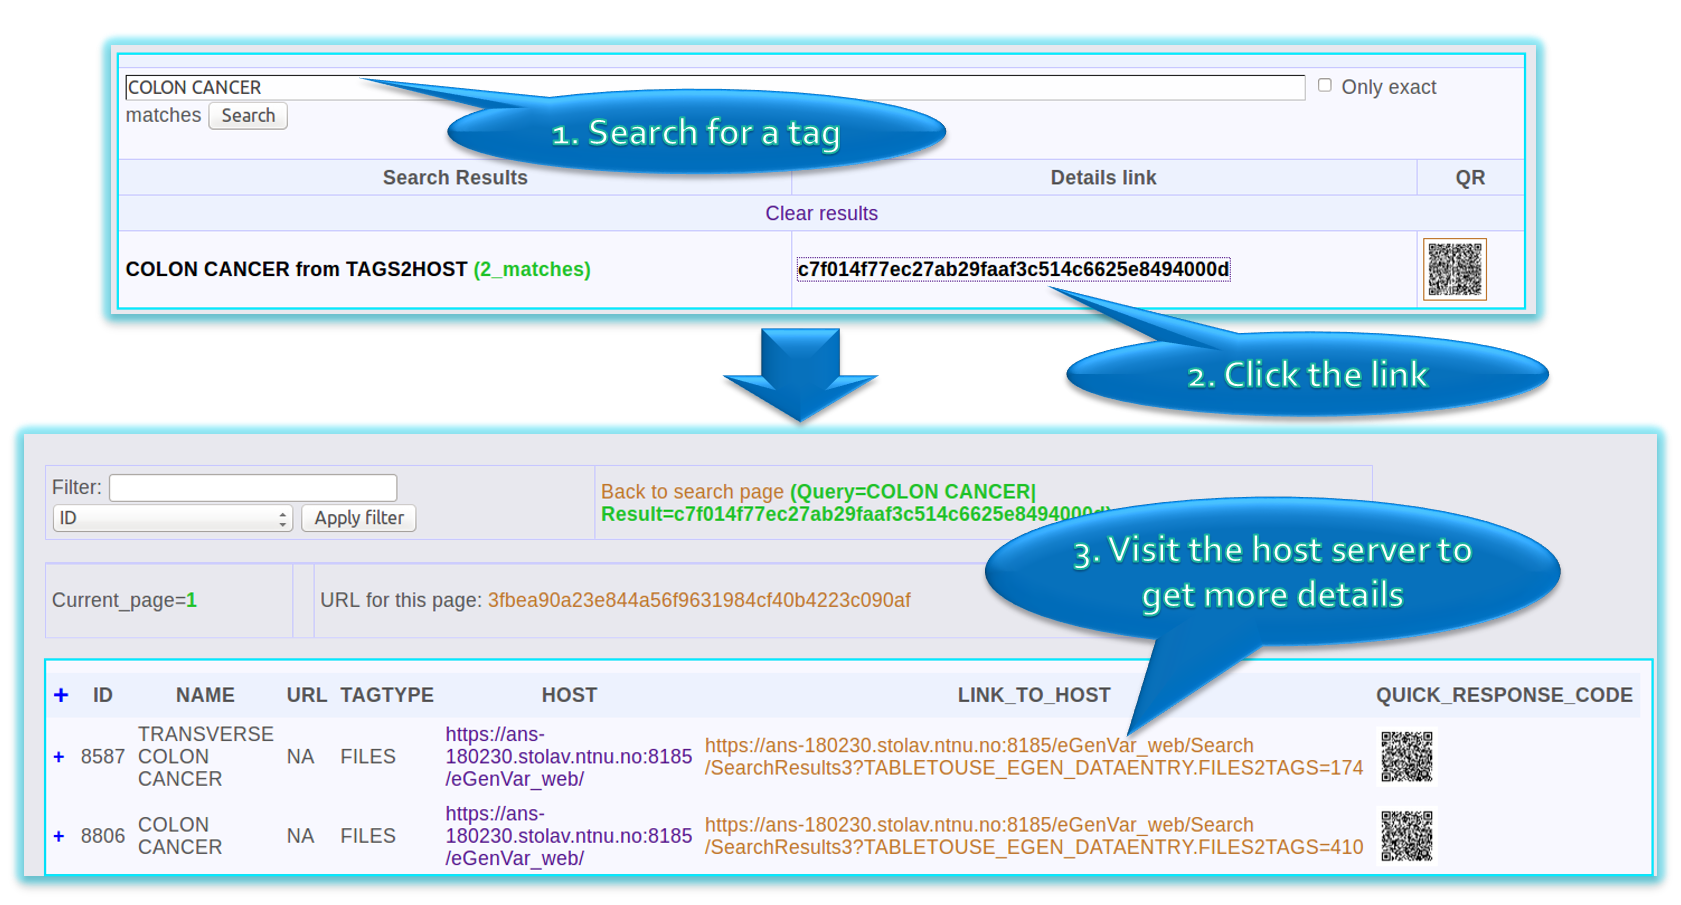 COLON CANCER
Only exact
matches Search
1. Search for a tag
Search Results Details link QR
Clear results
COLON CANCER from TAGS2HOST (2_matches) c7f014f77ec27ab29faaf3c514c6625e8494000d
2. Click the link
Filter:
ID Apply filter
Back to search page (Query=COLON CANCER|
Result=c7f014f77ec27ab29faaf3c514c6625e8494000d)
3. Visit the host server to
get more details
Current_page=1 URL for this page: 3fbea90a23e844a56f9631984cf40b4223c090af
+ ID NAME URL TAGTYPE HOST LINK_TO_HOST QUICK_RESPONSE_CODE
+ 8587
TRANSVERSE
COLON
CANCER
NA FILES
https://ans-
180230.stolav.ntnu.no:8185
/eGenVar_web/
https://ans-180230.stolav.ntnu.no:8185/eGenVar_web/Search
/SearchResults3?TABLETOUSE_EGEN_DATAENTRY.FILES2TAGS=174
+ 8806
COLON
CANCER
NA FILES
https://ans-
180230.stolav.ntnu.no:8185
/eGenVar_web/
https://ans-180230.stolav.ntnu.no:8185/eGenVar_web/Search
/SearchResults3?TABLETOUSE_EGEN_DATAENTRY.FILES2TAGS=410